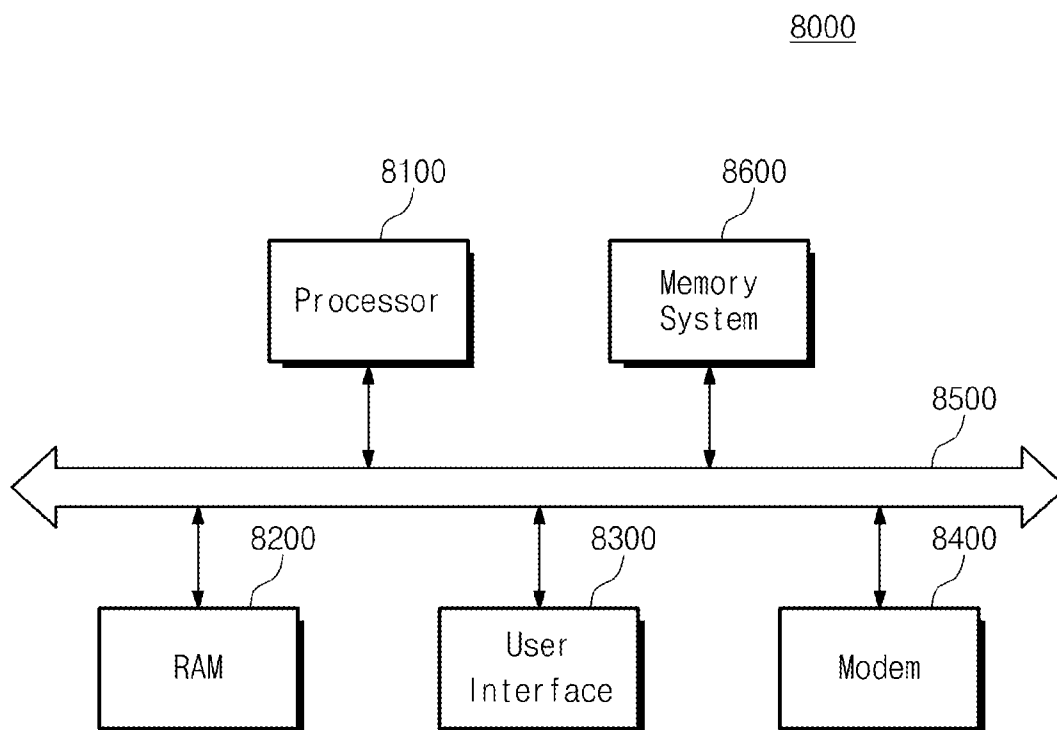 8000
8100
8600
Processor
Memory
System
8500
8200
8300
8400
RAM
User
Interface
Modem